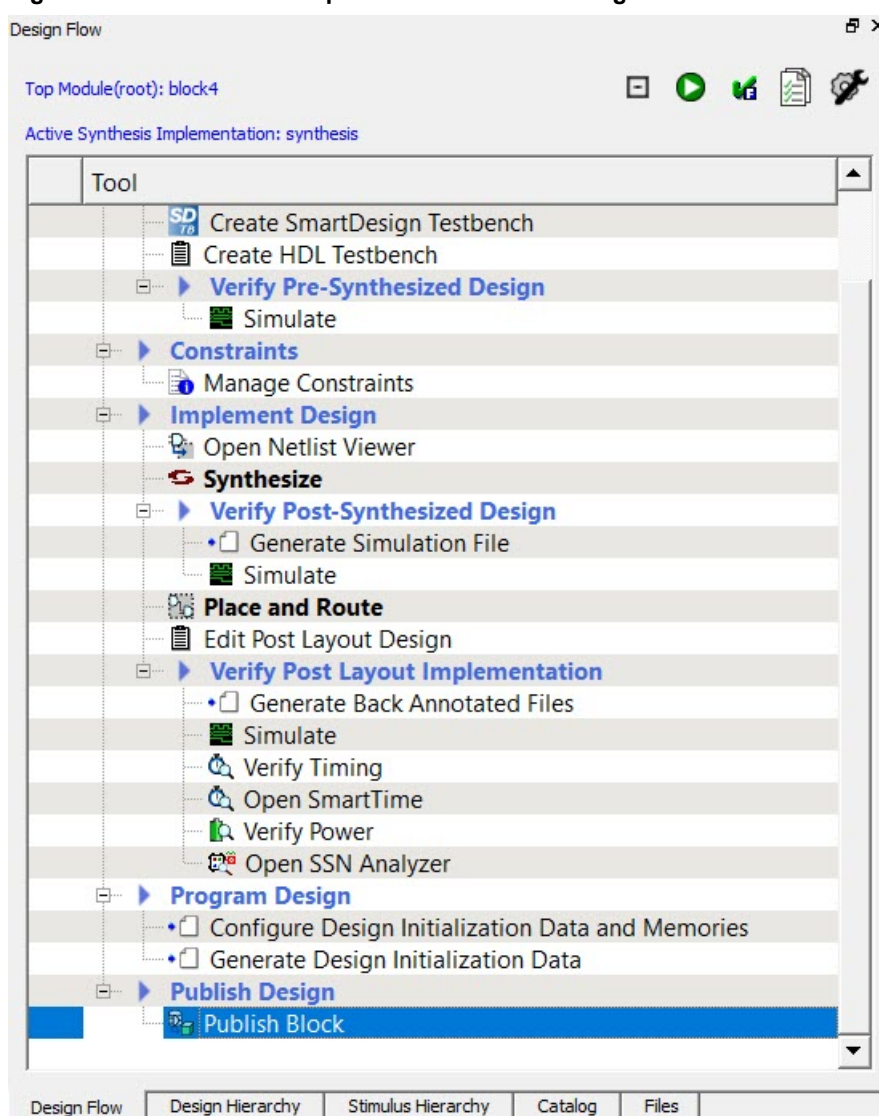 Design Flow
Top Module(root): block4
Active Synthesis Implementation: synthesis
Tool
Create SmartDesign Testbench
Create HDL Testbench
Verify Pre-Synthesized Design
Simulate
Constraints
Manage Constraints
Implement Design
Open Netlist Viewer
Synthesize
Verify Post-Synthesized Design
Generate Simulation File
Simulate
Place and Route
Edit Post Layout Design
Verify Post Layout Implementation
Generate Back Annotated Files
Simulate
Verify Timing
Open SmartTime
Verify Power
Open SSN Analyzer
Program Design
Configure Design Initialization Data and Memories
Generate Design Initialization Data
Publish Design
Publish Block
Design Flow Design Hierarchy Stimulus Hierarchy Catalog Files